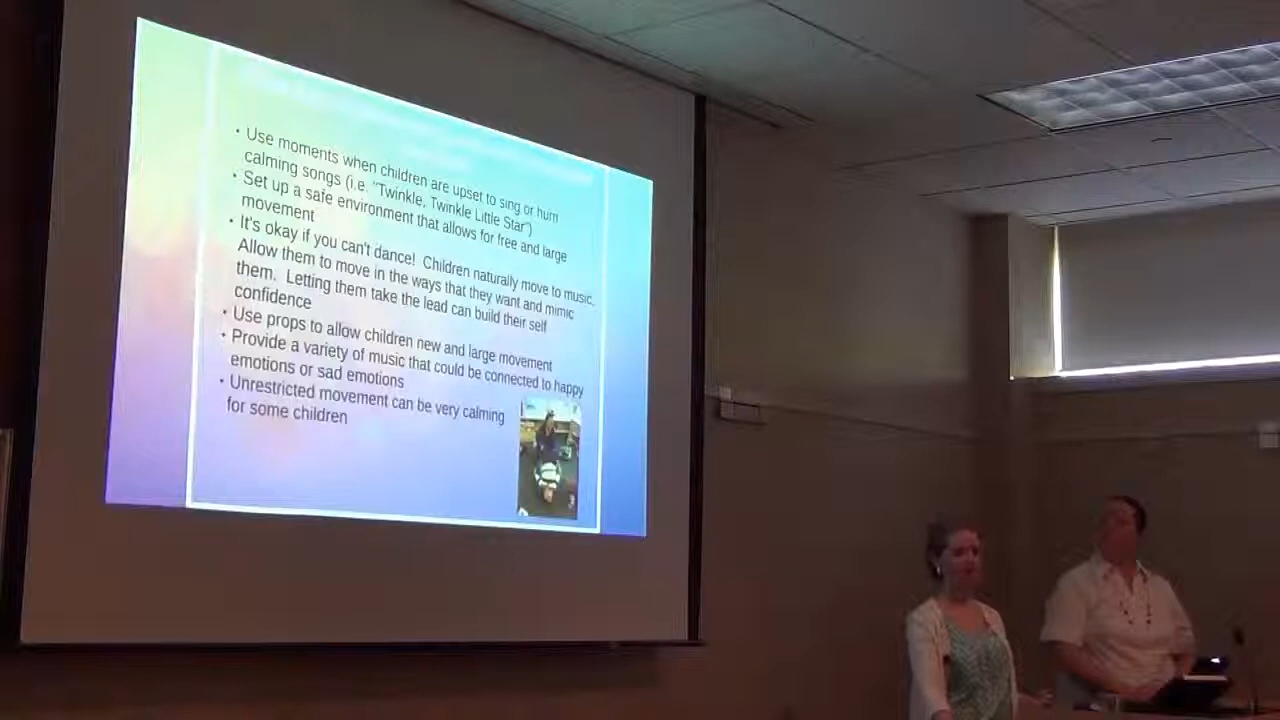 • Use moments when children are upset to sing or hum
calming songs (i.e. "Twinkle, Twinkle Little Star")
• Set up a safe environment that allows for free and large
movement
• It's okay if you can't dance! Children naturally move to music.
Allow them to move in the ways that they want and mimic
them. Letting them take the lead can build their self
confidence
• Use props to allow children new and large movement
• Provide a variety of music that could be connected to happy
emotions or sad emotions
• Unrestricted movement can be very calming
for some children